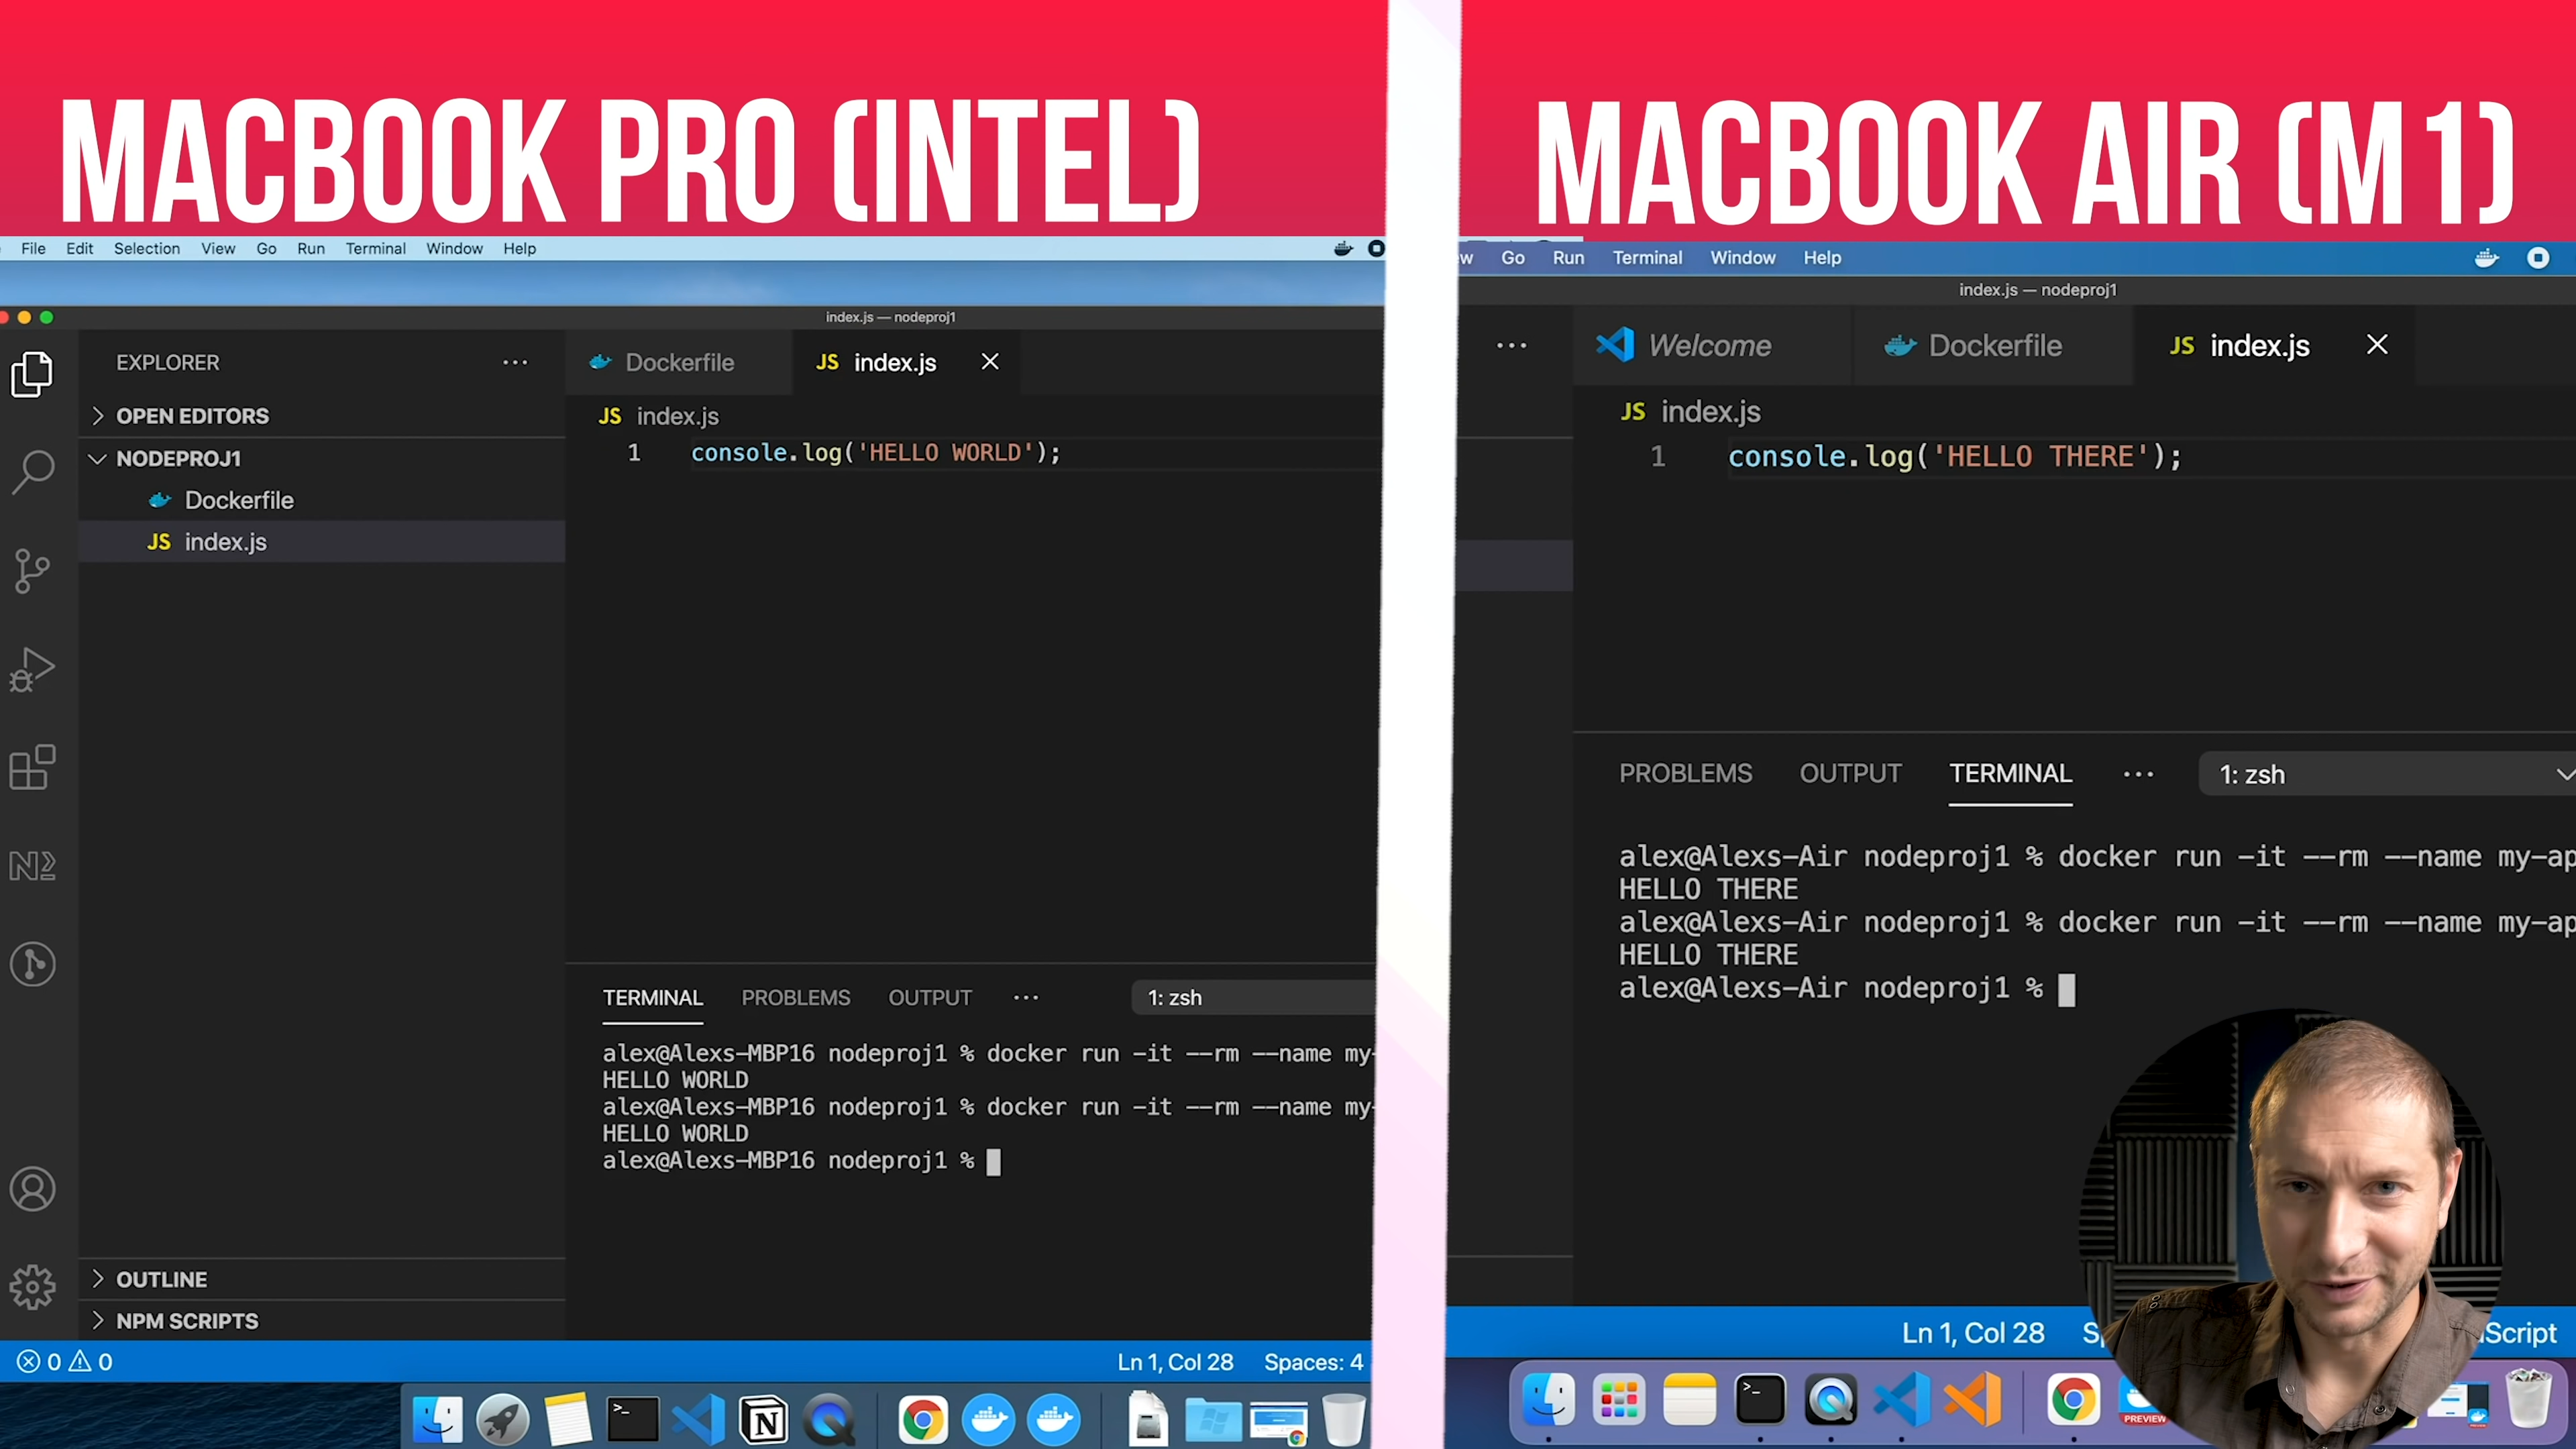 MACBOOK PRO (INTEL)
File Edit Selection View Go Run Terminal Window Help
index.js — nodeproj1
EXPLORER
OPEN EDITORS
NODEPROJ1
Dockerfile
JS index.js
Dockerfile
JS index.js
JS index.js
1 console.log('HELLO WORLD');
TERMINAL PROBLEMS OUTPUT 1: zsh
alex@Alexs-MBP16 nodeproj1 % docker run -it --rm --name my-
HELLO WORLD
alex@Alexs-MBP16 nodeproj1 % docker run -it --rm --name my-
HELLO WORLD
alex@Alexs-MBP16 nodeproj1 %
OUTLINE
NPM SCRIPTS
0 0 Ln 1, Col 28 Spaces: 4
MACBOOK AIR (M1)
Go Run Terminal Window Help
index.js — nodeproj1
Welcome
Dockerfile
JS index.js
JS index.js
1 console.log('HELLO THERE');
PROBLEMS OUTPUT TERMINAL 1: zsh
alex@Alexs-Air nodeproj1 % docker run -it --rm --name my-ap
HELLO THERE
alex@Alexs-Air nodeproj1 % docker run -it --rm --name my-ap
HELLO THERE
alex@Alexs-Air nodeproj1 %
Ln 1, Col 28
PREVIEW